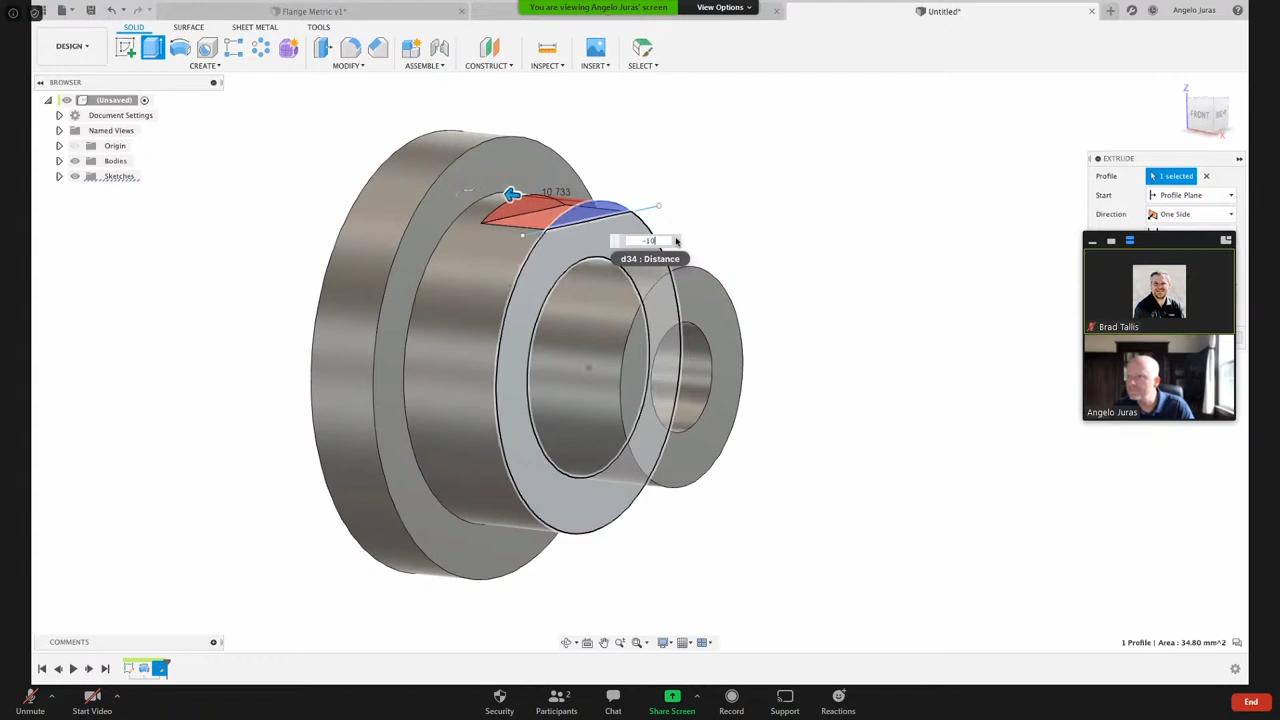 Flange Metric v1*
You are viewing Angelo Juras' screen
View Options
Untitled*
Angelo Juras
DESIGN
SOLID
SURFACE
SHEET METAL
TOOLS
CREATE
MODIFY
ASSEMBLE
CONSTRUCT
INSPECT
INSERT
SELECT
BROWSER
(Unsaved)
Document Settings
Named Views
Origin
Bodies
Sketches
10.733
-10
d34 : Distance
Z
FRONT
X
EXTRUDE
Profile
1 selected
Start
Profile Plane
Direction
One Side
Brad Tallis
Angelo Juras
COMMENTS
1 Profile | Area : 34.80 mm^2
Unmute
Start Video
Security
Participants
2
Chat
Share Screen
Record
Support
Reactions
End